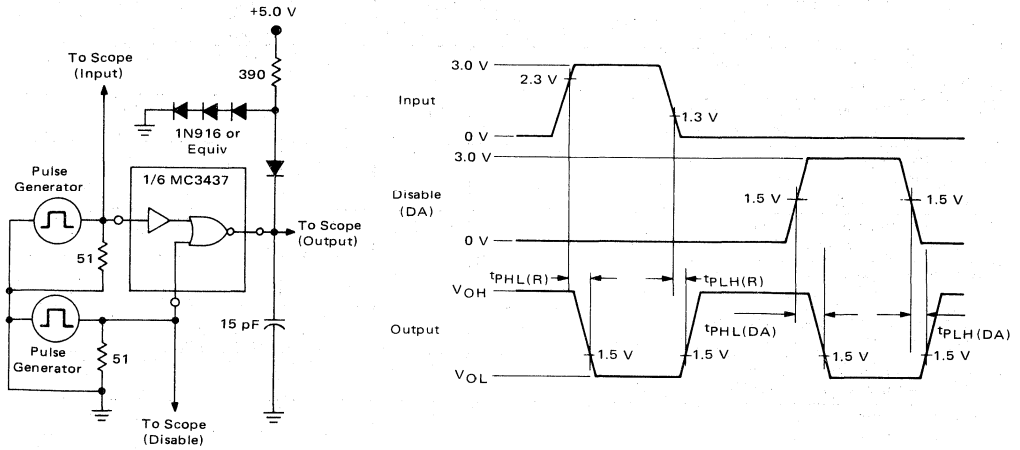 +5.0 V
To Scope
(Input)
390
1N916 or
Equiv
1/6 MC3437
Pulse
Generator
51
To Scope
(Output)
15 pF
Pulse
Generator
51
To Scope
(Disable)
3.0 V
2.3 V
Input
1.3 V
0 V
3.0 V
Disable
(DA)
1.5 V
1.5 V
0 V
tPHL(R)
tPLH(R)
VOH
tPHL(DA)
tPLH(DA)
Output
1.5 V
1.5 V
1.5 V
1.5 V
VOL